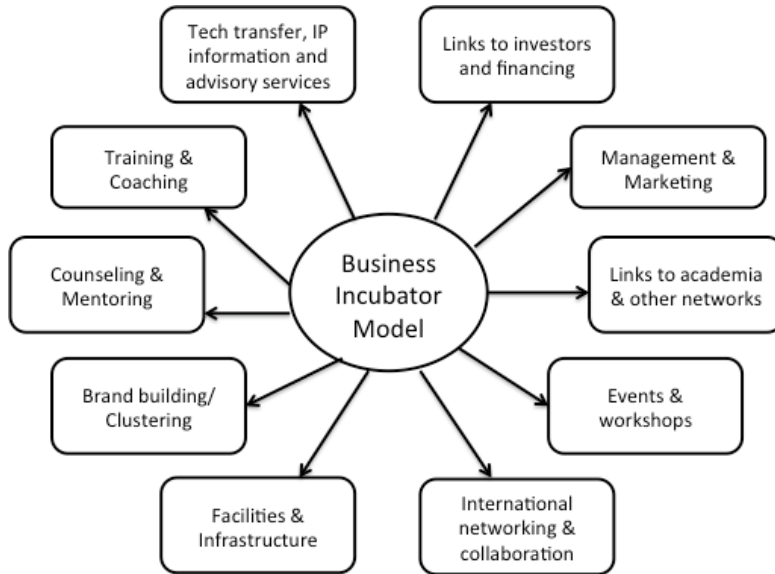 Tech transfer, IP
information and
advisory services
Links to investors
and financing
Training &
Coaching
Management &
Marketing
Counseling &
Mentoring
Business
Incubator
Model
Links to academia
& other networks
Brand building/
Clustering
Events &
workshops
Facilities &
Infrastructure
International
networking &
collaboration